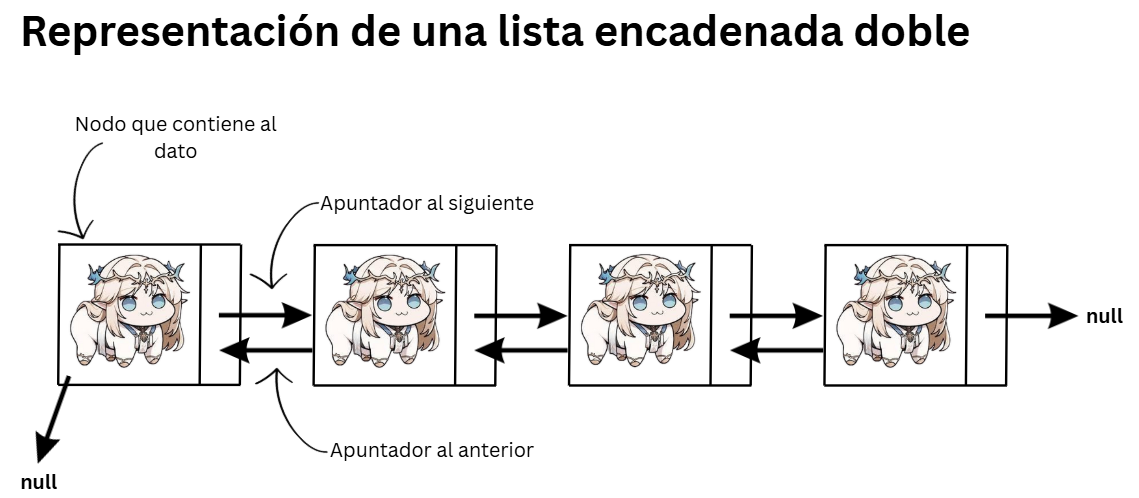 Representación de una lista encadenada doble
Nodo que contiene al
dato
Apuntador al siguiente
null
Apuntador al anterior
null